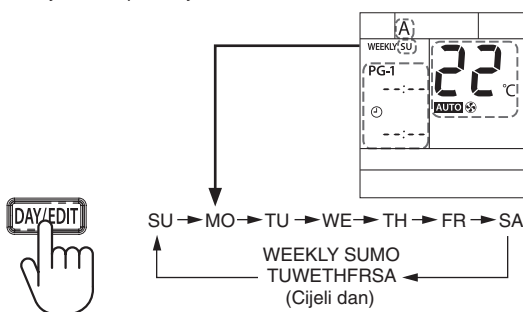 A
WEEKLY SU
PG-1
--:--
--:--
22 °C
AUTO
DAY/EDIT
SU → MO → TU → WE → TH → FR → SA
WEEKLY SUMO
TUWETHFRSA
(Cijeli dan)